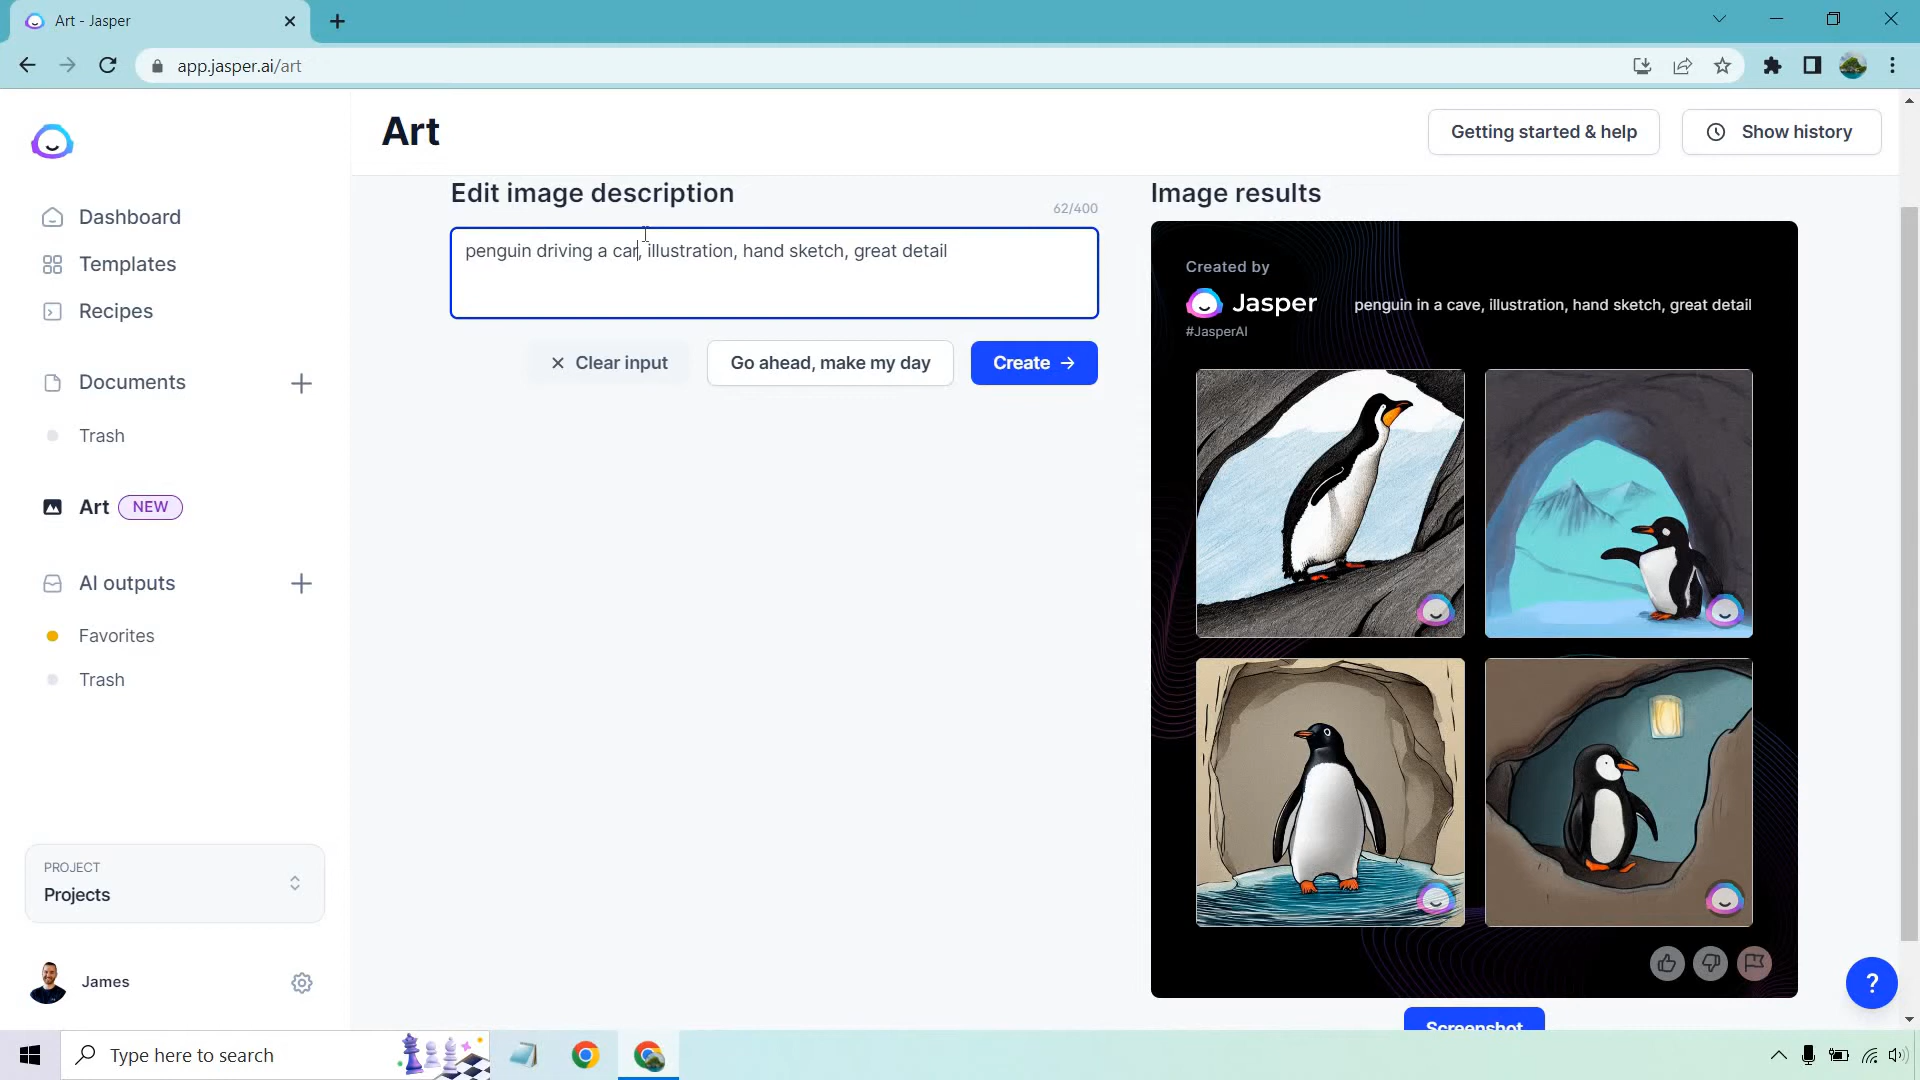 Art - Jasper
app.jasper.ai/art
Art
Getting started & help
Show history
Dashboard
Templates
Recipes
Documents
Trash
Art NEW
AI outputs
Favorites
Trash
PROJECT
Projects
James
Edit image description
62/400
penguin driving a car, illustration, hand sketch, great detail
Clear input
Go ahead, make my day
Create
Image results
Created by
Jasper
#JasperAI
penguin in a cave, illustration, hand sketch, great detail
Screenshot
?
Type here to search